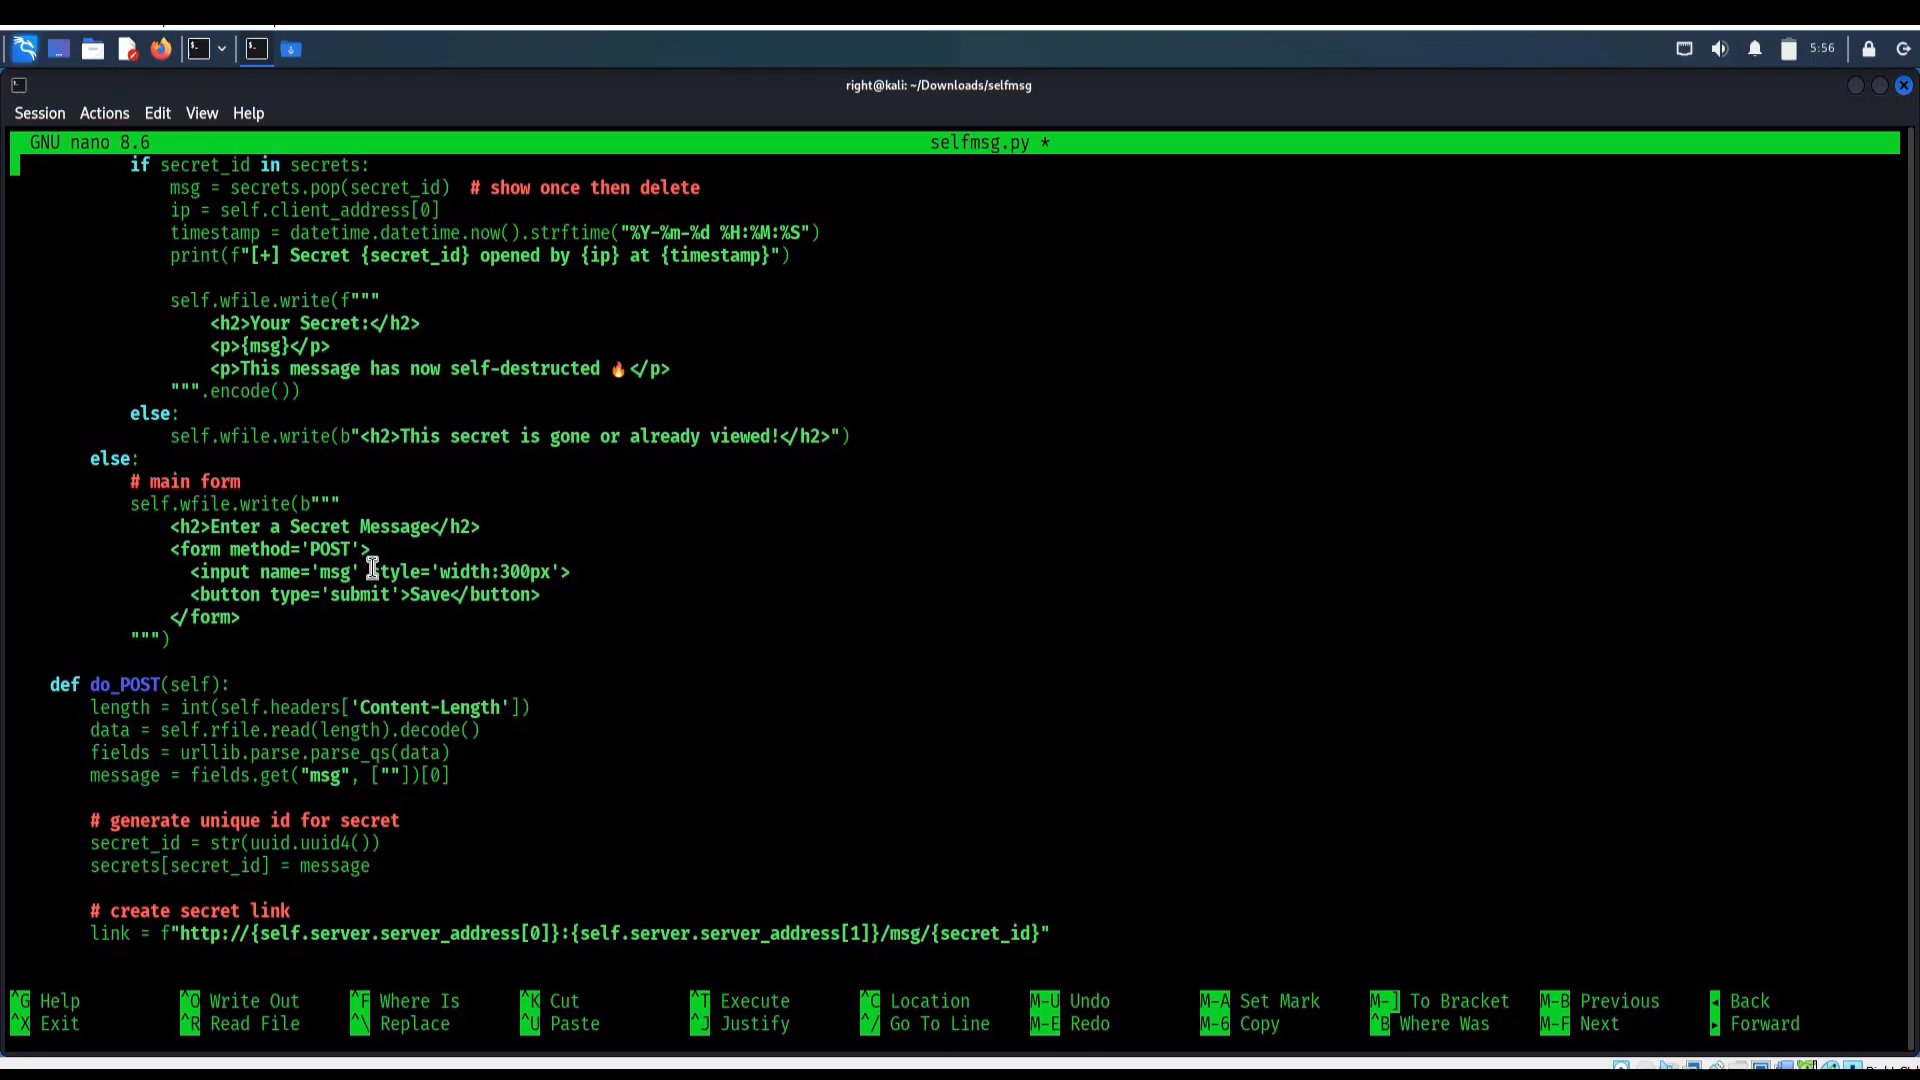 5:56
right@kali: ~/Downloads/selfmsg
Session Actions Edit View Help
GNU nano 8.6 selfmsg.py *
            if secret_id in secrets:
                msg = secrets.pop(secret_id)  # show once then delete
                ip = self.client_address[0]
                timestamp = datetime.datetime.now().strftime("%Y-%m-%d %H:%M:%S")
                print(f"[+] Secret {secret_id} opened by {ip} at {timestamp}")
                self.wfile.write(f"""
                    <h2>Your Secret:</h2>
                    <p>{msg}</p>
                    <p>This message has now self-destructed 🔥</p>
                """.encode())
            else:
                self.wfile.write(b"<h2>This secret is gone or already viewed!</h2>")
        else:
            # main form
            self.wfile.write(b"""
                <h2>Enter a Secret Message</h2>
                <form method='POST'>
                  <input name='msg' style='width:300px'>
                  <button type='submit'>Save</button>
                </form>
            """)
    def do_POST(self):
        length = int(self.headers['Content-Length'])
        data = self.rfile.read(length).decode()
        fields = urllib.parse.parse_qs(data)
        message = fields.get("msg", [""])[0]
        # generate unique id for secret
        secret_id = str(uuid.uuid4())
        secrets[secret_id] = message
        # create secret link
        link = f"http://{self.server.server_address[0]}:{self.server.server_address[1]}/msg/{secret_id}"
^G Help ^O Write Out ^F Where Is ^K Cut ^T Execute ^C Location M-U Undo M-A Set Mark M-] To Bracket M-B Previous ◂ Back
^X Exit ^R Read File ^\ Replace ^U Paste ^J Justify ^/ Go To Line M-E Redo M-6 Copy ^B Where Was M-F Next ▸ Forward